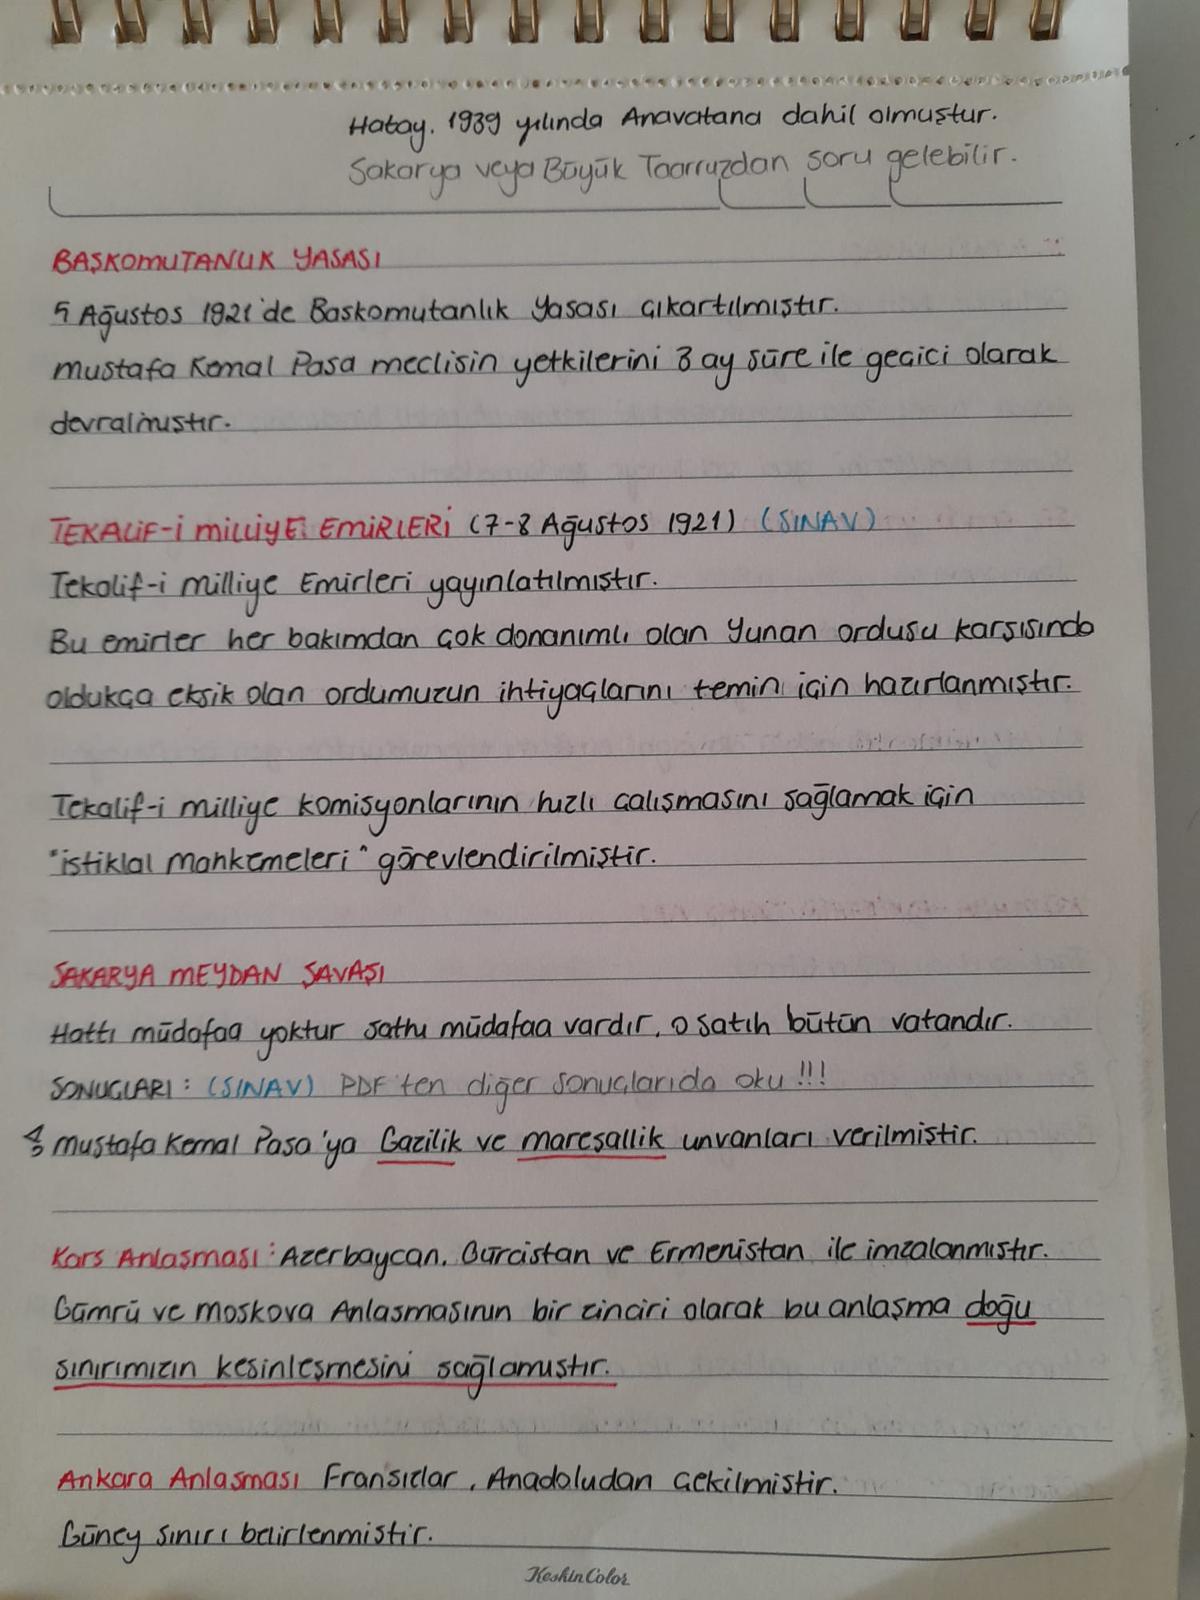 Hatay, 1939 yılında Anavatana dahil olmuştur.
Sakarya veya Büyük Taarruzdan soru gelebilir.
BAŞKOMUTANLIK YASASI
5 Ağustos 1921'de Baskomutanlık Yasası çıkartılmıştır.
Mustafa Kemal Pasa meclisin yetkilerini 3 ay süre ile geçici olarak
devralmıştır.
TEKALİF-İ MİLLİYE EMİRLERİ (7-8 Ağustos 1921) (SINAV)
Tekalif-i milliye Emirleri yayınlatılmıştır.
Bu emirler her bakımdan çok donanımlı olan Yunan ordusu karşısında
oldukça eksik olan ordumuzun ihtiyaçlarını temin için hazırlanmıştır.
Tekalif-i milliye komisyonlarının hızlı çalışmasını sağlamak için
"istiklal mahkemeleri" görevlendirilmiştir.
SAKARYA MEYDAN SAVAŞI
Hattı müdafaa yoktur sathı müdafaa vardır, o satıh bütün vatandır.
SONUÇLARI: (SINAV) PDF'ten diğer sonuçlarıda oku!!!
Mustafa Kemal Pasa'ya Gazilik ve mareşallik unvanları verilmiştir.
Kars Anlaşması: Azerbaycan, Gürcistan ve Ermenistan ile imzalanmıştır.
Gümrü ve Moskova Anlaşmasının bir zinciri olarak bu anlaşma doğu
sınırımızın kesinleşmesini sağlamıştır.
Ankara Anlaşması Fransızlar, Anadoludan çekilmiştir.
Güney sınırı belirlenmiştir.
KeskinColor